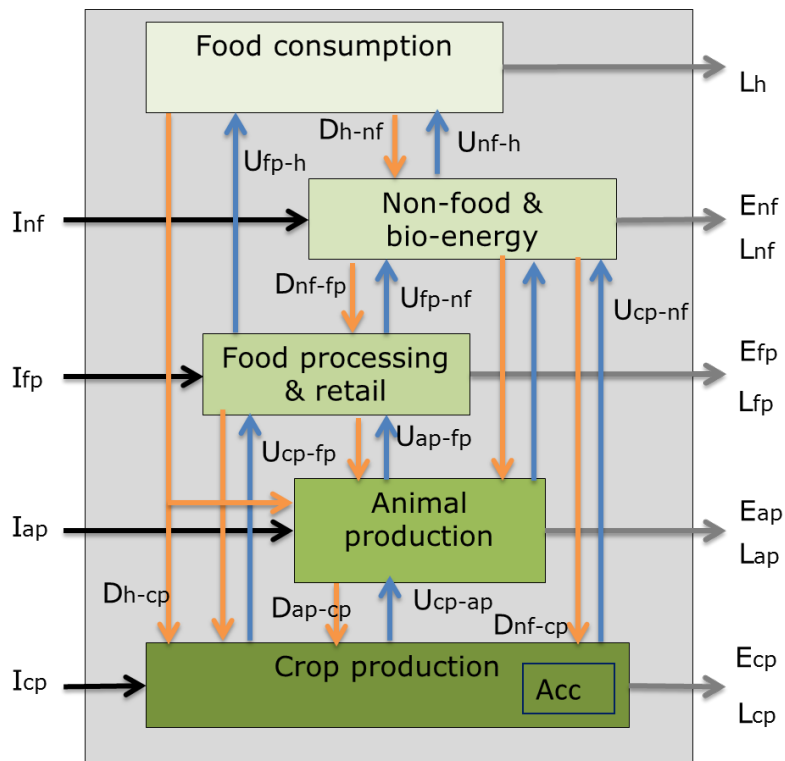 Food consumption
Lh
Dh-nf
Unf-h
Ufp-h
Inf
Non-food &
bio-energy
Enf
Lnf
Dnf-fp
Ufp-nf
Ucp-nf
Ifp
Food processing
& retail
Efp
Lfp
Ucp-fp
Uap-fp
Iap
Animal
production
Eap
Lap
Dh-cp
Dap-cp
Ucp-ap
Dnf-cp
Icp
Crop production
Acc
Ecp
Lcp